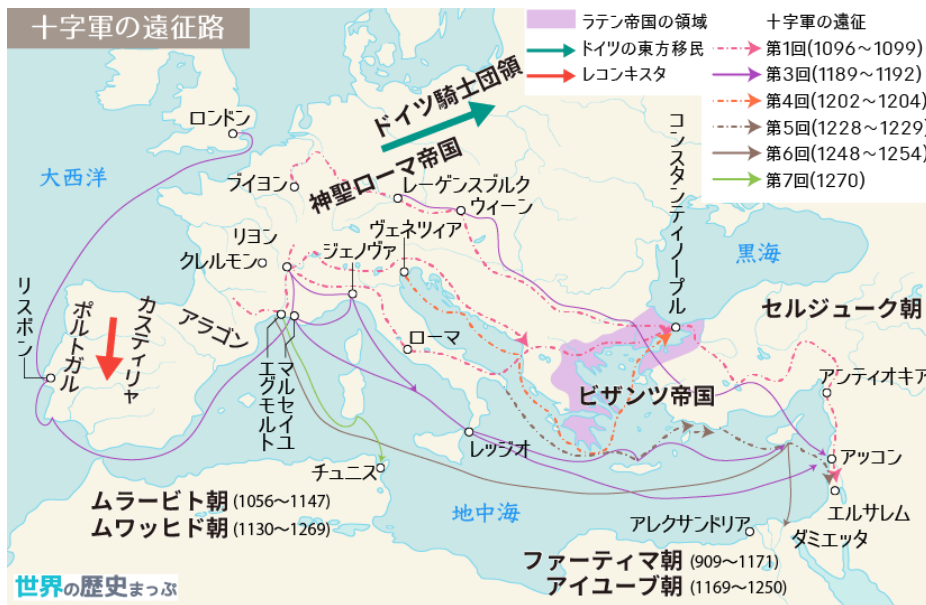 十字軍の遠征路
ラテン帝国の領域
ドイツの東方移民
レコンキスタ
十字軍の遠征
第1回(1096〜1099)
第3回(1189〜1192)
第4回(1202〜1204)
第5回(1228〜1229)
第6回(1248〜1254)
第7回(1270)
ロンドン
ドイツ騎士団領
コンスタンティノープル
大西洋
ブイヨン
神聖ローマ帝国
レーゲンスブルク
ウィーン
ヴェネツィア
リヨン
ジェノヴァ
クレルモン
黒海
リスボン
ポルトガル
カスティリャ
アラゴン
セルジューク朝
ローマ
エグモルト
マルセイユ
ビザンツ帝国
アンティオキア
レッジオ
アッコン
チュニス
エルサレム
ムラービト朝 (1056〜1147)
ムワッヒド朝 (1130〜1269)
地中海
アレクサンドリア
ダミエッタ
ファーティマ朝 (909〜1171)
アイユーブ朝 (1169〜1250)
世界の歴史まっぷ